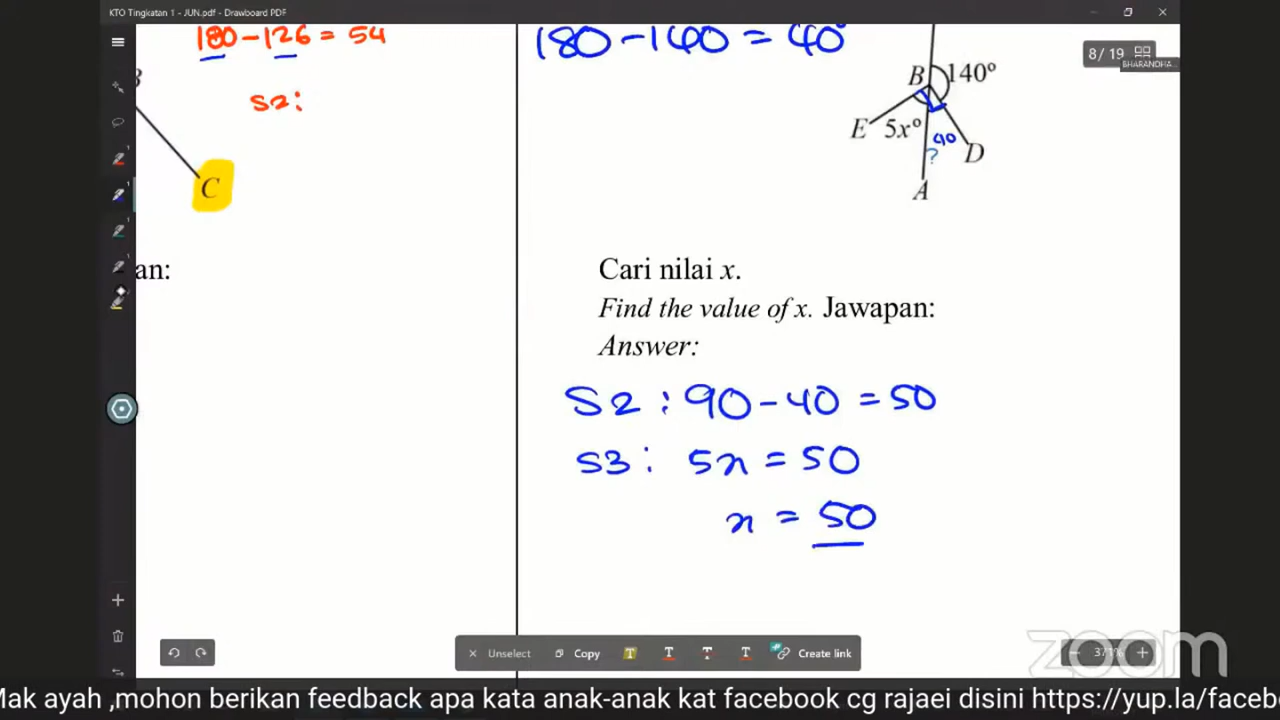 KTO Tingkatan 1 - JUN.pdf - Drawboard PDF
180 - 126 = 54
S2:
C
an:
180 - 140 = 40°
8 / 19
BHARANDHA...
B
140°
E
5x°
40
?
D
A
Cari nilai x.
Find the value of x. Jawapan:
Answer:
S2 : 90 - 40 = 50
S3 : 5x = 50
x = 50
Unselect
Copy
T
T
T
T
Create link
371%
zoom
Mak ayah ,mohon berikan feedback apa kata anak-anak kat facebook cg rajaei disini https://yup.la/faceb